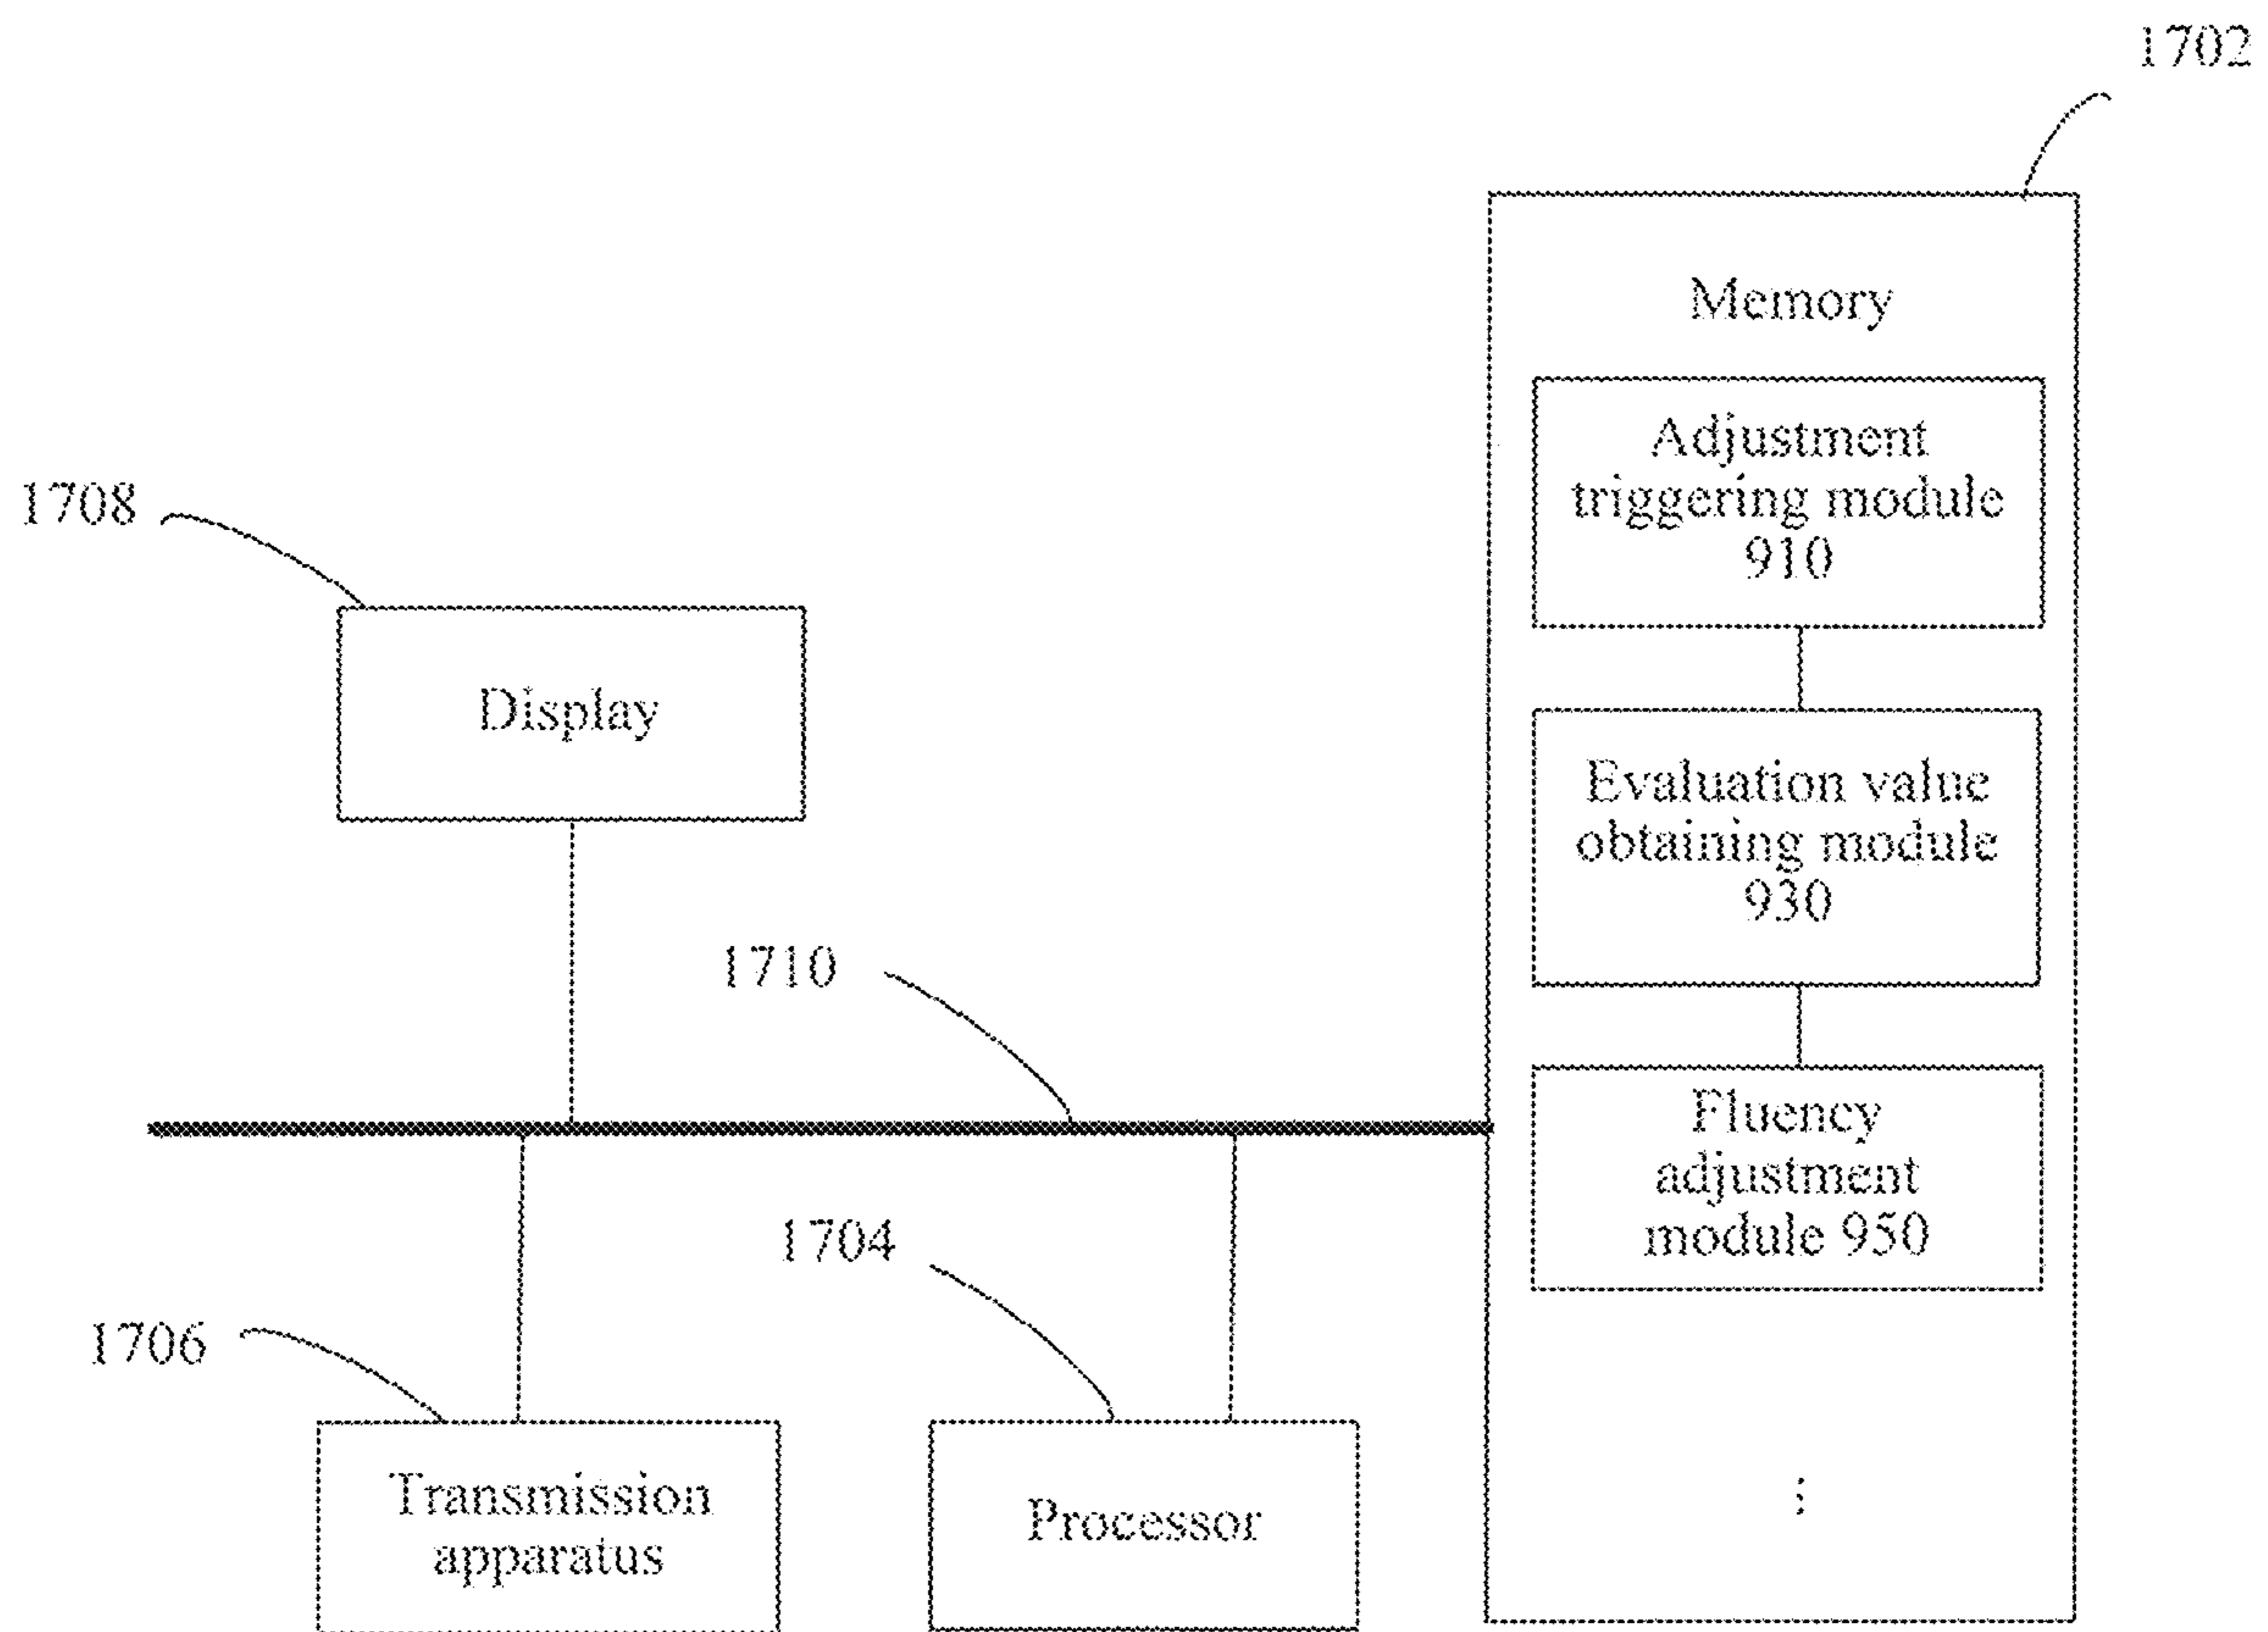 1702
Memory
Adjustment
triggering module
910
1708
Display
Evaluation value
obtaining module
930
1710
Fluency
adjustment
module 950
1704
1706
Transmission
apparatus
Processor
⋮